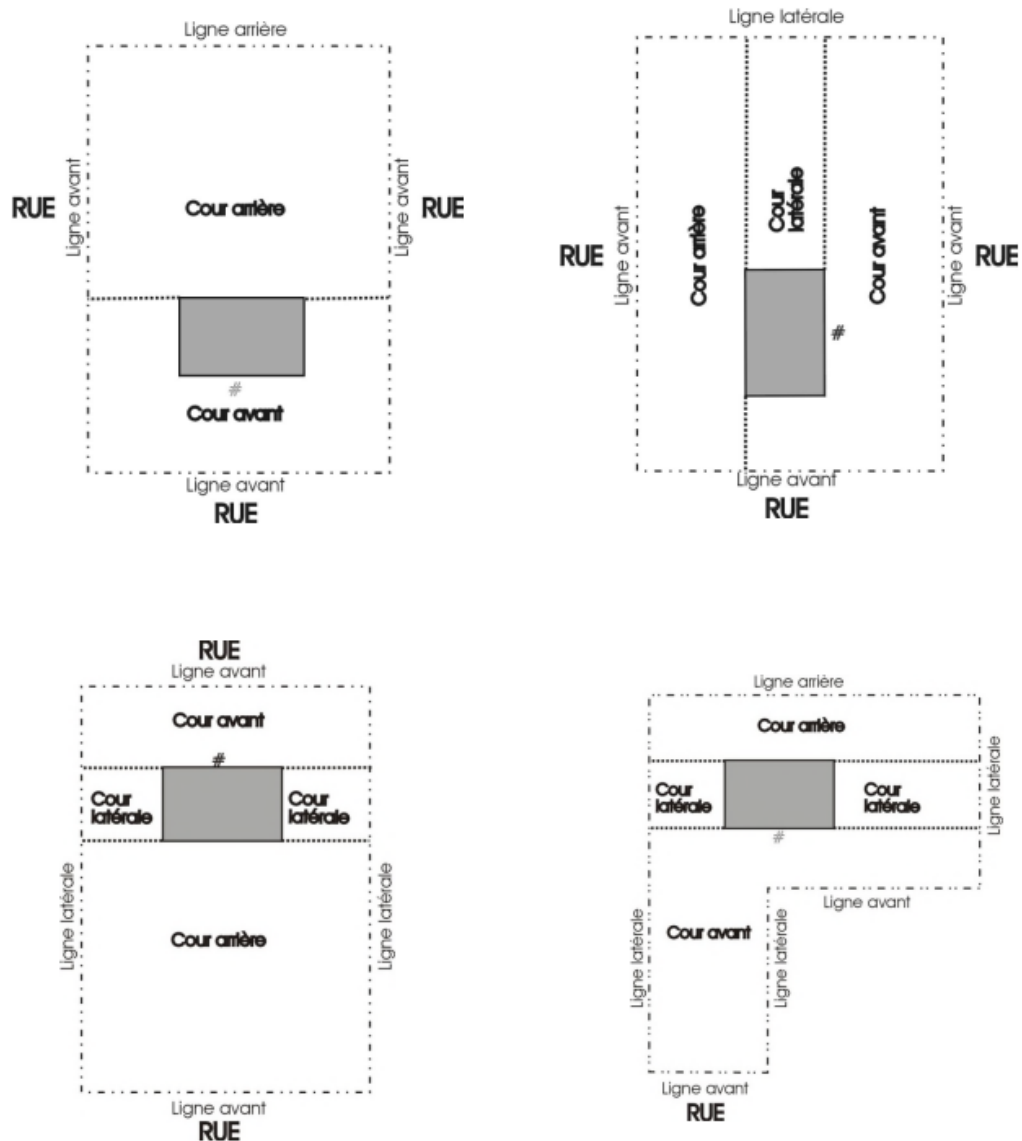 Ligne arrière
Ligne avant
RUE
Cour arrière
Ligne avant
RUE
#
Cour avant
Ligne avant
RUE
Ligne latérale
RUE
Ligne avant
Cour arrière
Cour
latérale
Cour avant
Ligne avant
RUE
#
Ligne avant
RUE
RUE
Ligne avant
Cour avant
#
Cour
latérale
Cour
latérale
Ligne latérale
Cour arrière
Ligne latérale
Ligne avant
RUE
Ligne arrière
Cour arrière
Cour
latérale
Cour
latérale
Ligne latérale
#
Ligne avant
Ligne latérale
Cour avant
Ligne latérale
Ligne avant
RUE